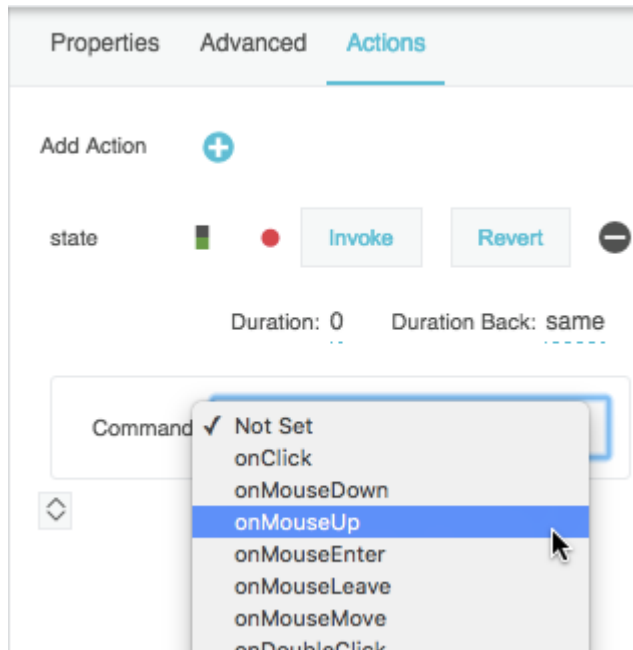 Properties Advanced Actions
Add Action
state Invoke Revert
Duration: 0 Duration Back: same
Command ✓ Not Set
onClick
onMouseDown
onMouseUp
onMouseEnter
onMouseLeave
onMouseMove
onDoubleClick